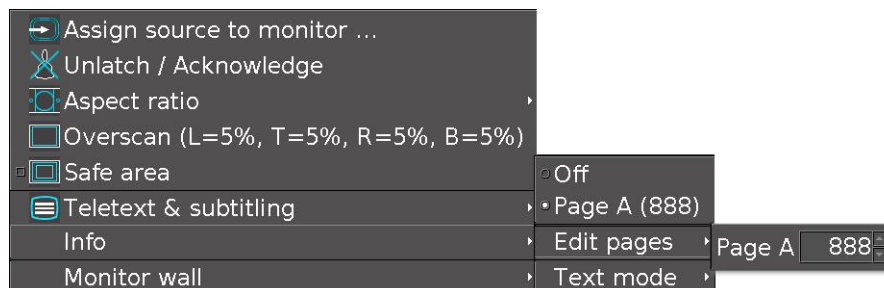 Assign source to monitor ...
Unlatch / Acknowledge
Aspect ratio
Overscan (L=5%, T=5%, R=5%, B=5%)
Safe area
Teletext & subtitling
Info
Monitor wall
Off
Page A (888)
Edit pages
Text mode
Page A 888